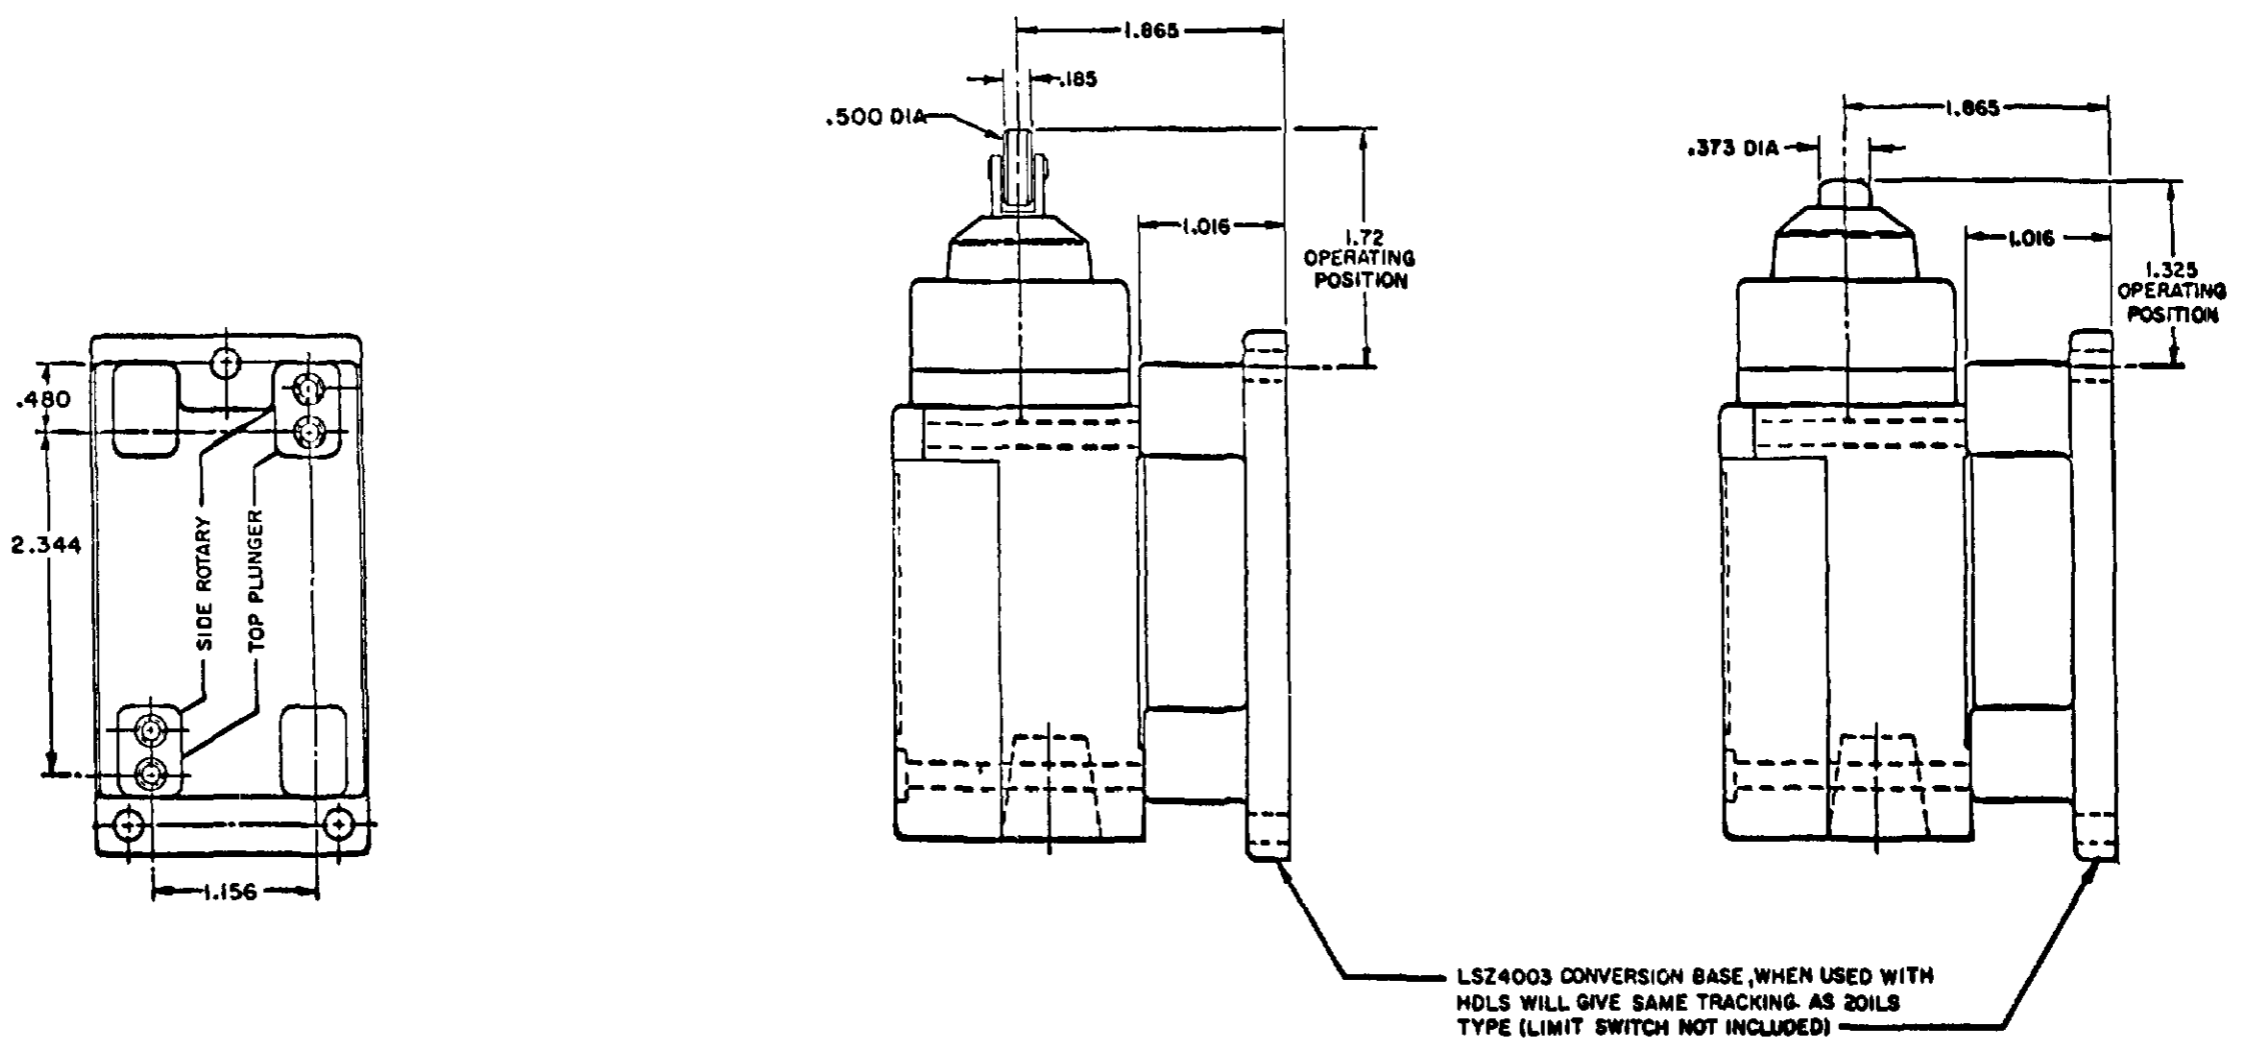 .480
2.344
SIDE ROTARY
TOP PLUNGER
1.156
1.865
.185
.500 DIA
1.016
1.72
OPERATING
POSITION
1.865
.373 DIA
1.016
1.325
OPERATING
POSITION
LSZ4003 CONVERSION BASE, WHEN USED WITH
HDLS WILL GIVE SAME TRACKING AS 201LS
TYPE (LIMIT SWITCH NOT INCLUDED)